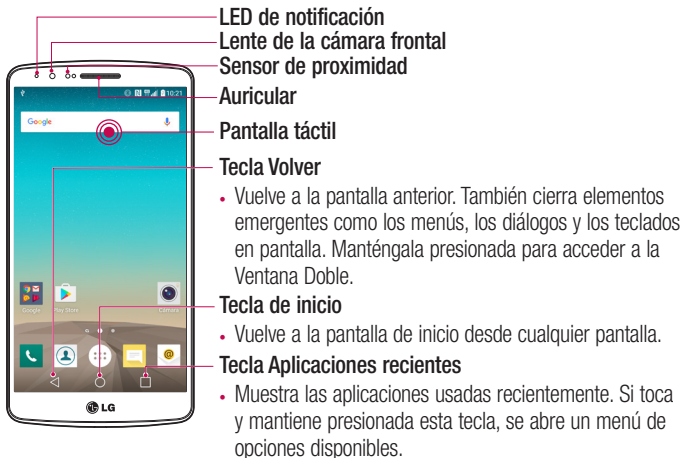 LED de notificación
Lente de la cámara frontal
Sensor de proximidad
Auricular
Pantalla táctil
Tecla Volver
• Vuelve a la pantalla anterior. También cierra elementos
emergentes como los menús, los diálogos y los teclados
en pantalla. Manténgala presionada para acceder a la
Ventana Doble.
Tecla de inicio
• Vuelve a la pantalla de inicio desde cualquier pantalla.
Tecla Aplicaciones recientes
• Muestra las aplicaciones usadas recientemente. Si toca
y mantiene presionada esta tecla, se abre un menú de
opciones disponibles.
10:21
Google
Google
Play Store
Cámara
LG